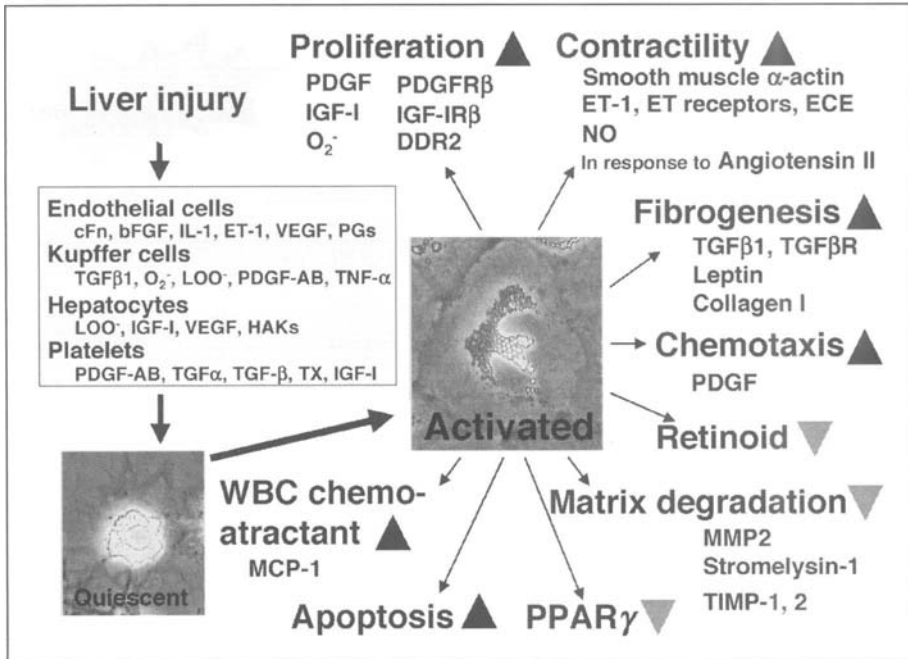 Liver injury
Endothelial cells
cFn, bFGF, IL-1, ET-1, VEGF, PGs
Kupffer cells
TGFβ1, O₂⁻, LOO⁻, PDGF-AB, TNF-α
Hepatocytes
LOO⁻, IGF-I, VEGF, HAKs
Platelets
PDGF-AB, TGFα, TGF-β, TX, IGF-I
Quiescent
Activated
Proliferation
PDGF PDGFRβ
IGF-I IGF-IRβ
O₂⁻ DDR2
Contractility
Smooth muscle α-actin
ET-1, ET receptors, ECE
NO
In response to Angiotensin II
Fibrogenesis
TGFβ1, TGFβR
Leptin
Collagen I
Chemotaxis
PDGF
Retinoid
Matrix degradation
MMP2
Stromelysin-1
TIMP-1, 2
PPARγ
Apoptosis
WBC chemo-
atractant
MCP-1